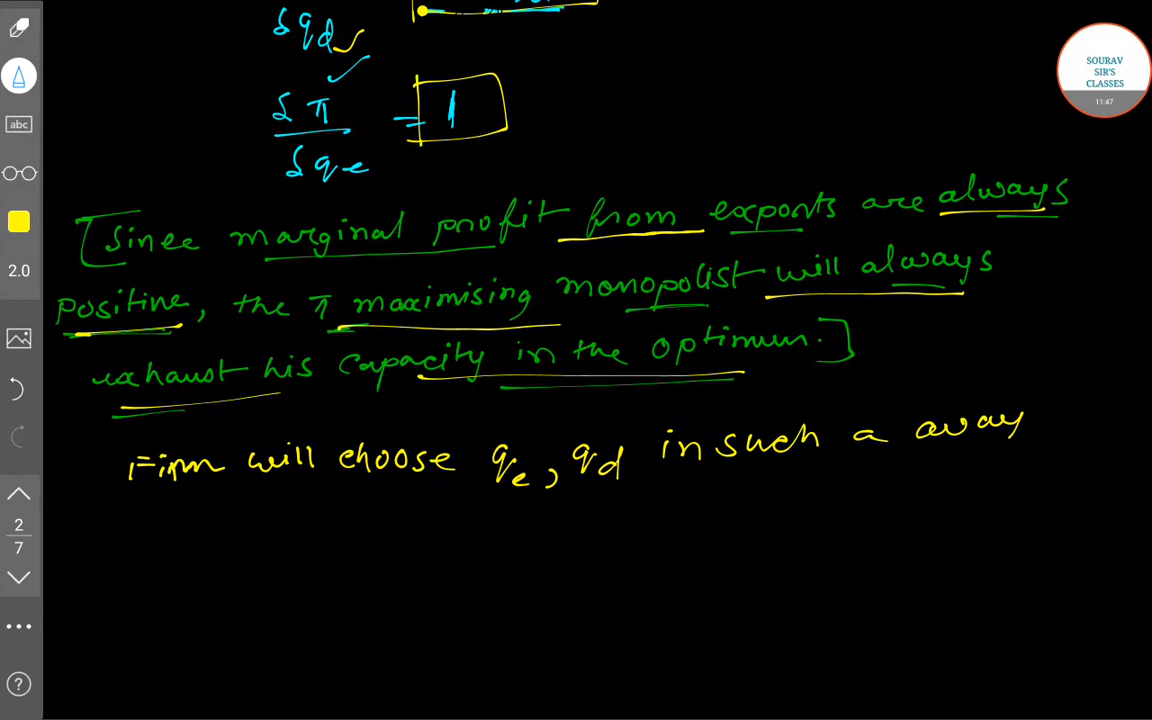 δqd
SOURAV
SIR'S
CLASSES
11:47
abc
δπ
= 1
δqe
[Since marginal profit from exports are always
positive, the π maximising monopolist will always
exhaust his capacity in the optimum.]
Firm will choose qe, qd in such a away
2.0
2
7
?